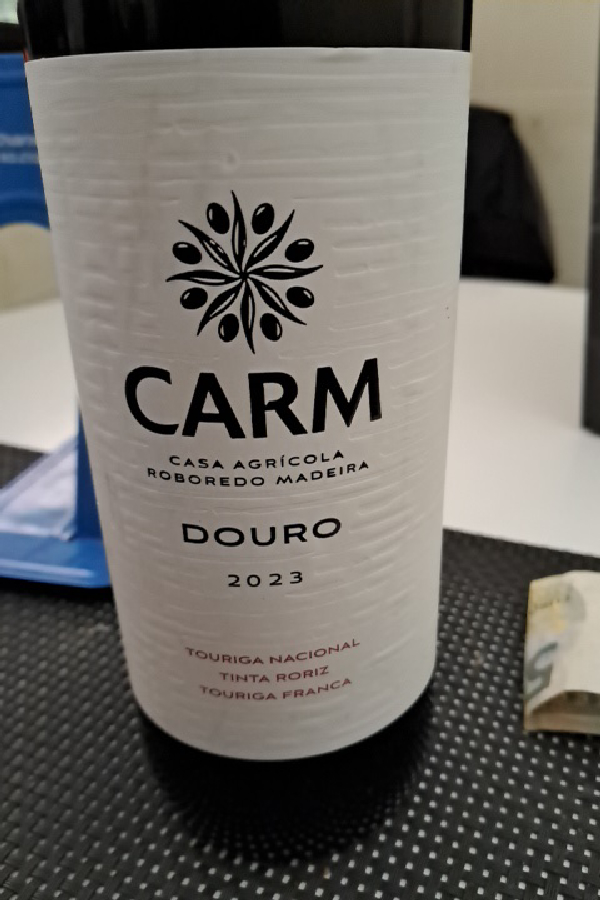 CARM
CASA AGRÍCOLA
ROBOREDO MADEIRA
DOURO
2023
TOURIGA NACIONAL
TINTA RORIZ
TOURIGA FRANCA